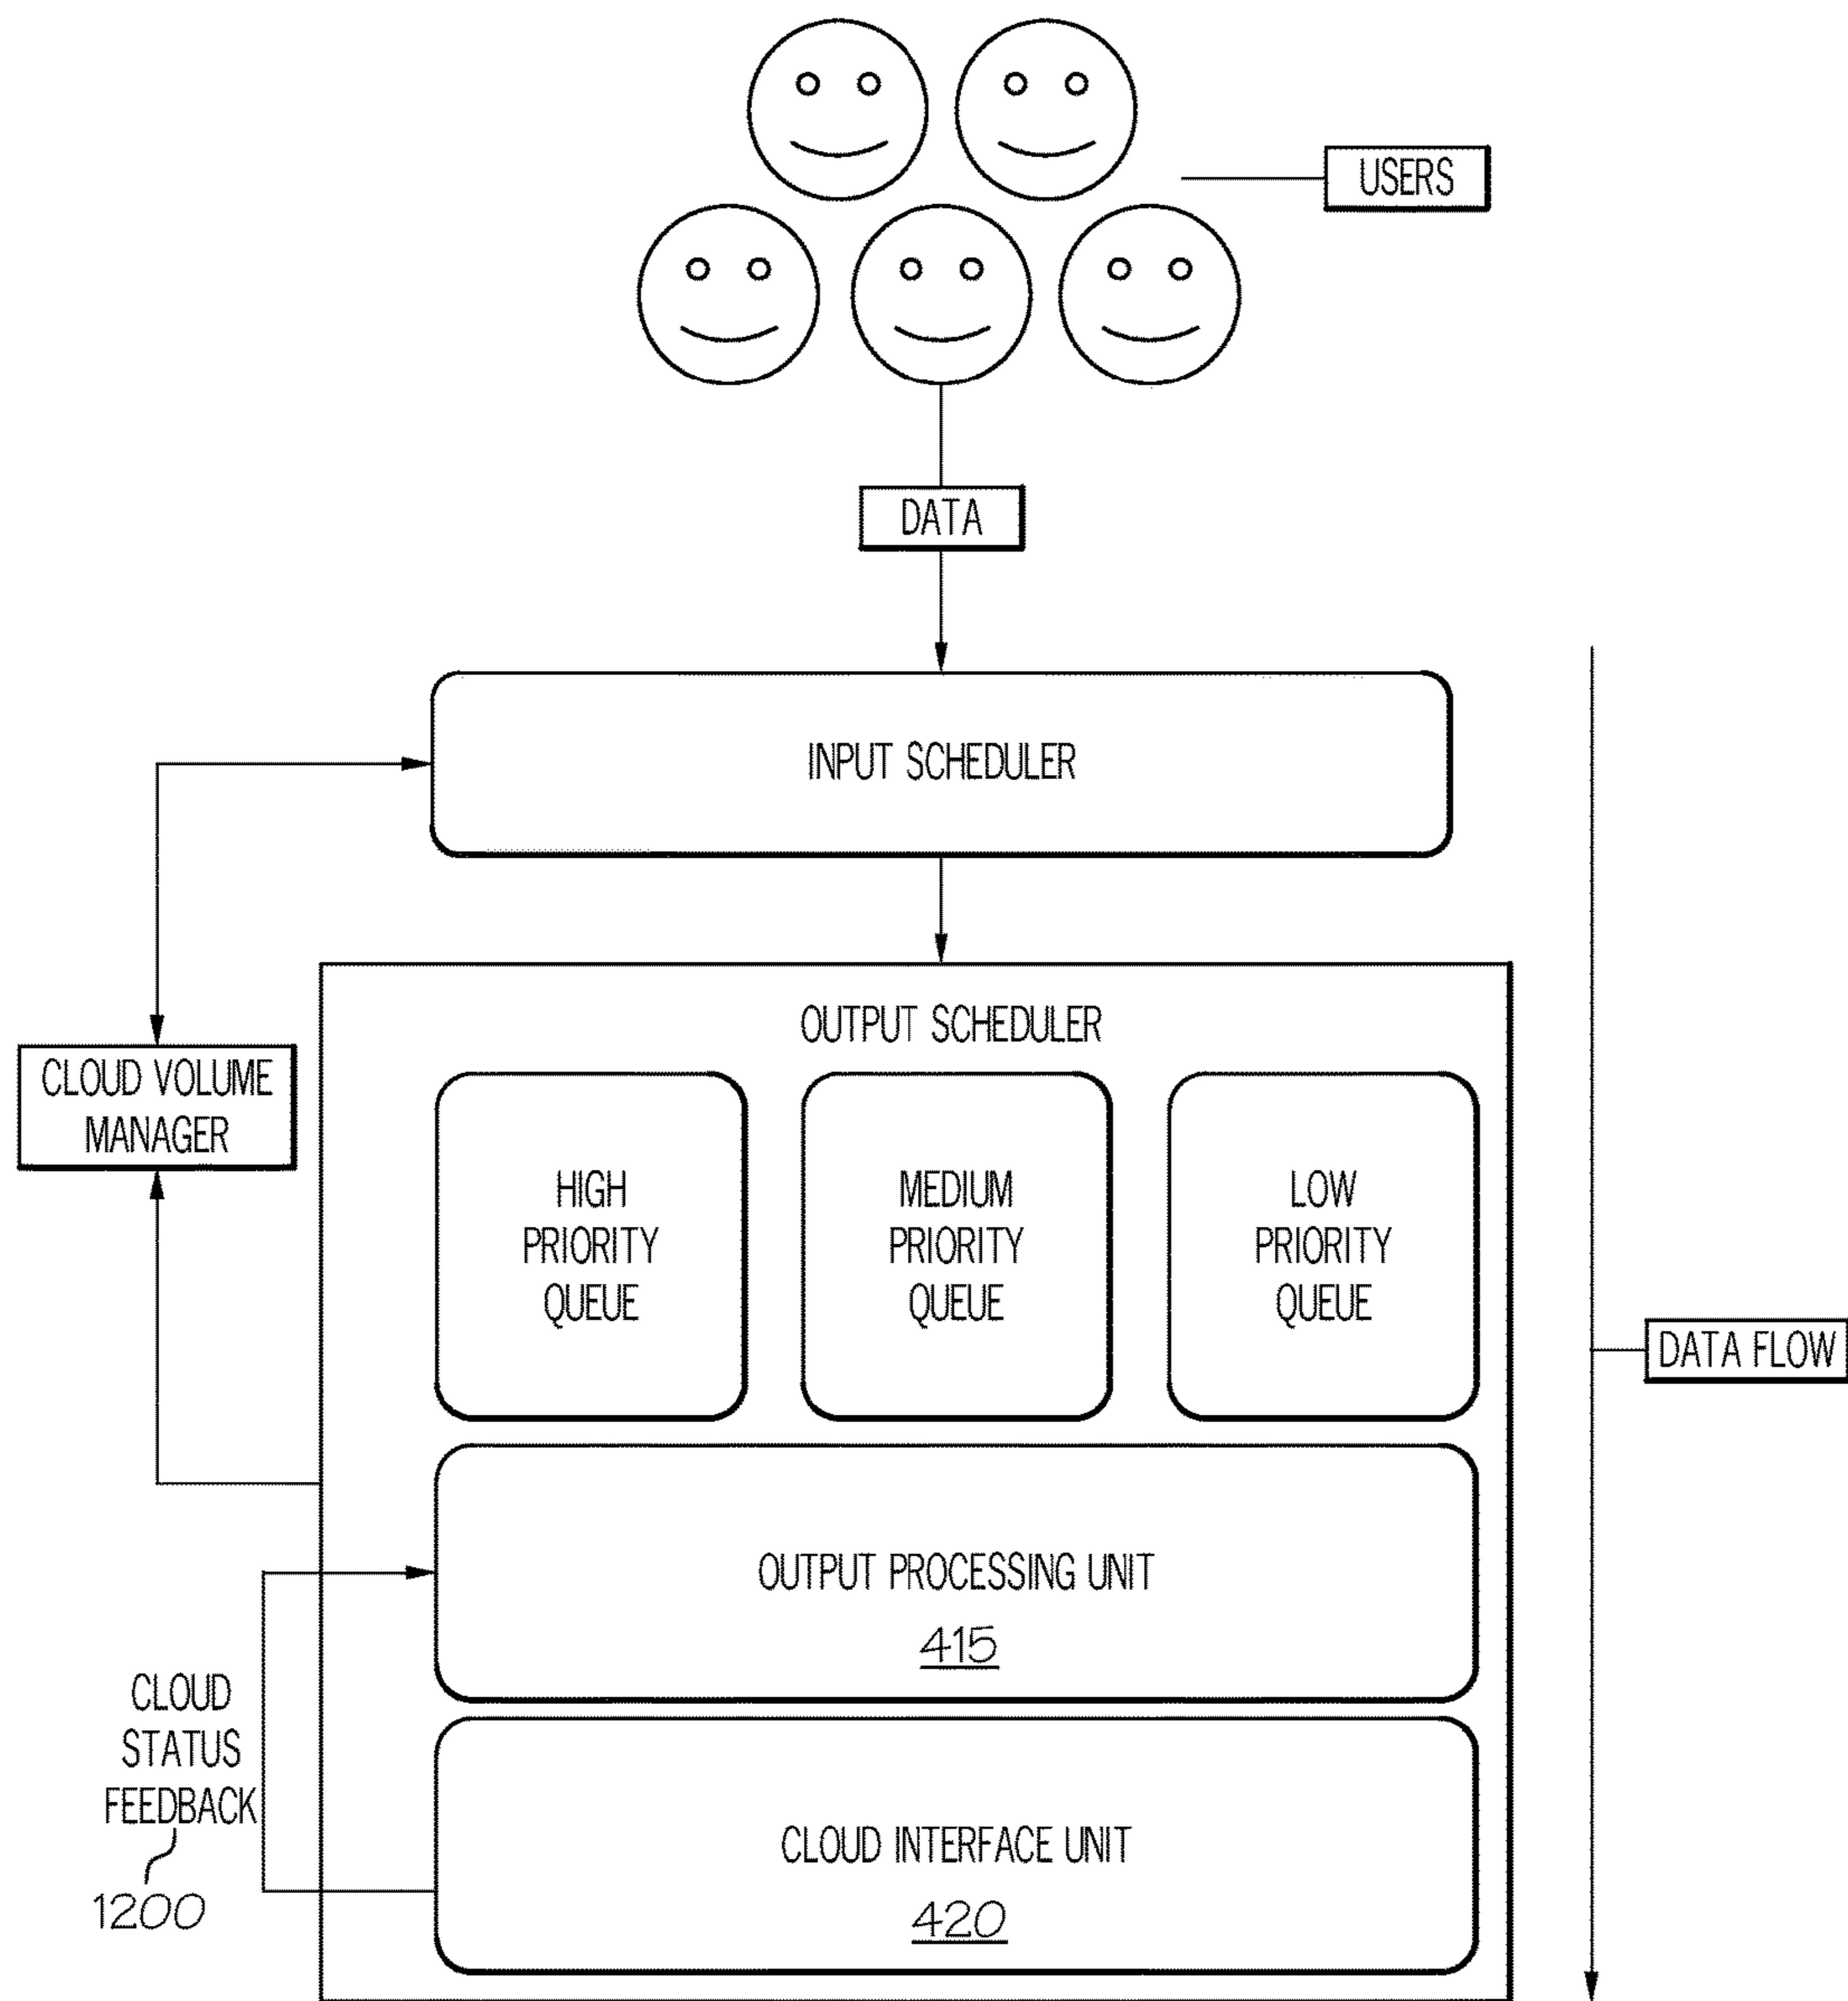 USERS
DATA
INPUT SCHEDULER
OUTPUT SCHEDULER
CLOUD VOLUME
MANAGER
HIGH
PRIORITY
QUEUE
MEDIUM
PRIORITY
QUEUE
LOW
PRIORITY
QUEUE
DATA FLOW
OUTPUT PROCESSING UNIT
415
CLOUD
STATUS
FEEDBACK
1200
CLOUD INTERFACE UNIT
420